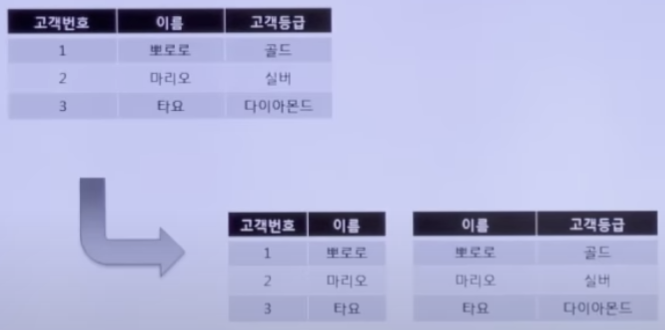 고객번호 이름 고객등급
1 뽀로로 골드
2 마리오 실버
3 타요 다이아몬드
고객번호 이름 이름 고객등급
1 뽀로로 뽀로로 골드
2 마리오 마리오 실버
3 타요 타요 다이아몬드